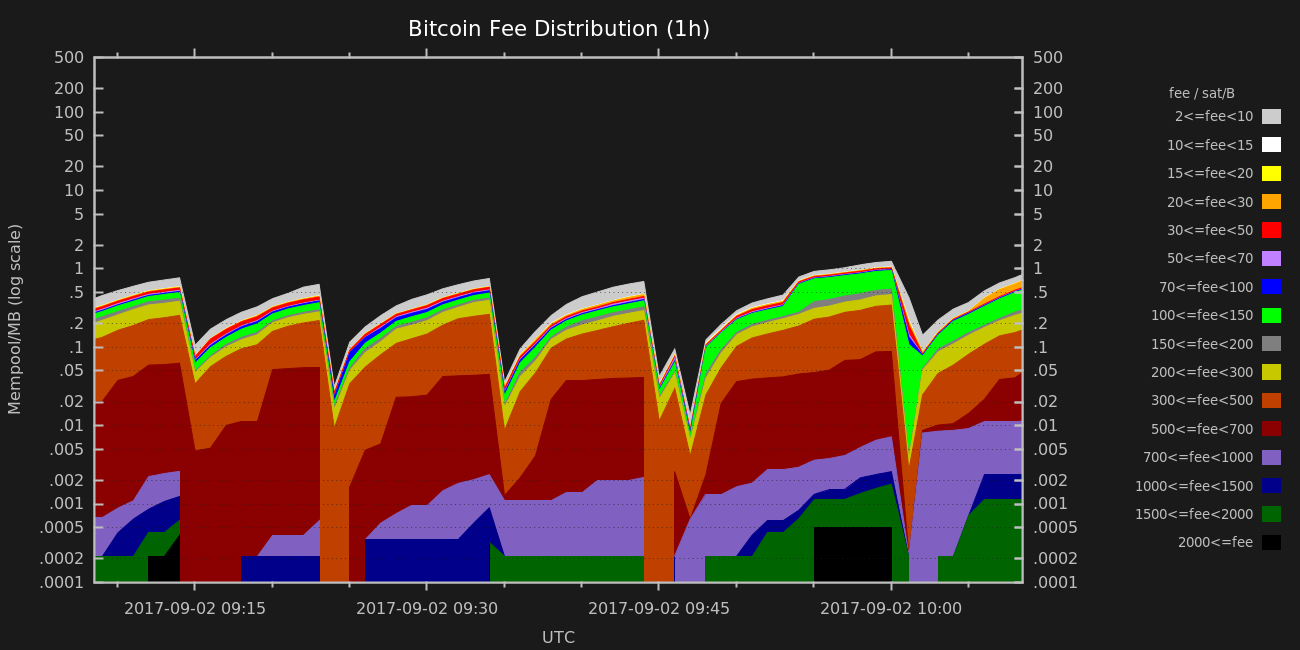 Bitcoin Fee Distribution (1h)
500 500
200 200
100 100
50 50
20 20
10 10
5 5
2 2
1 1
.5 .5
.2 .2
.1 .1
.05 .05
.02 .02
.01 .01
.005 .005
.002 .002
.001 .001
.0005 .0005
.0002 .0002
.0001 .0001
Mempool/MB (log scale)
2017-09-02 09:15 2017-09-02 09:30 2017-09-02 09:45 2017-09-02 10:00
UTC
fee / sat/B
2<=fee<10
10<=fee<15
15<=fee<20
20<=fee<30
30<=fee<50
50<=fee<70
70<=fee<100
100<=fee<150
150<=fee<200
200<=fee<300
300<=fee<500
500<=fee<700
700<=fee<1000
1000<=fee<1500
1500<=fee<2000
2000<=fee